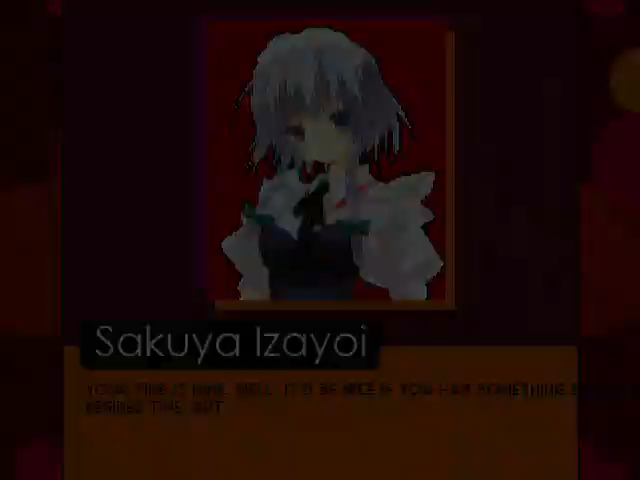 Sakuya Izayoi
YOUR TIME IS MINE. WELL, IT'D BE NICE IF YOU HAD SOMETHING
BESIDES TIME, BUT